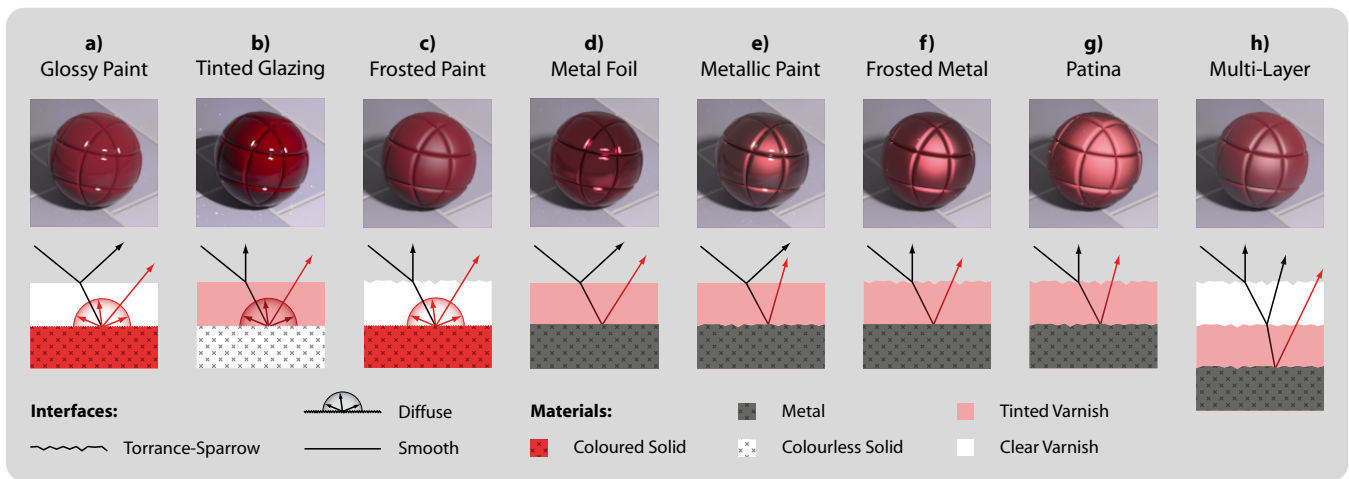 a)
Glossy Paint
b)
Tinted Glazing
c)
Frosted Paint
d)
Metal Foil
e)
Metallic Paint
f)
Frosted Metal
g)
Patina
h)
Multi-Layer
Interfaces:
Diffuse
Torrance-Sparrow
Smooth
Materials:
Metal
Tinted Varnish
Coloured Solid
Colourless Solid
Clear Varnish